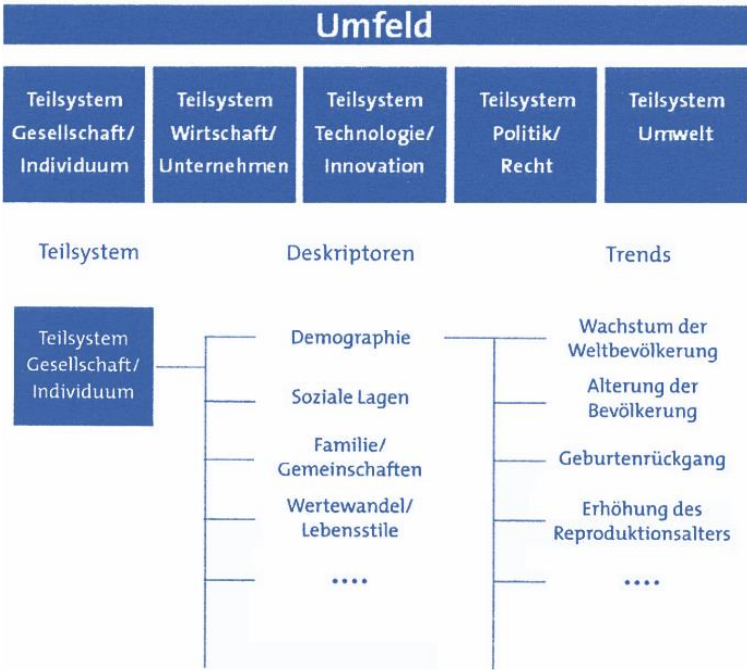 Umfeld
Teilsystem
Gesellschaft/
Individuum
Teilsystem
Wirtschaft/
Unternehmen
Teilsystem
Technologie/
Innovation
Teilsystem
Politik/
Recht
Teilsystem
Umwelt
Teilsystem
Deskriptoren
Trends
Teilsystem
Gesellschaft/
Individuum
Demographie
Soziale Lagen
Familie/
Gemeinschaften
Wertewandel/
Lebensstile
....
Wachstum der
Weltbevölkerung
Alterung der
Bevölkerung
Geburtenrückgang
Erhöhung des
Reproduktionsalters
....